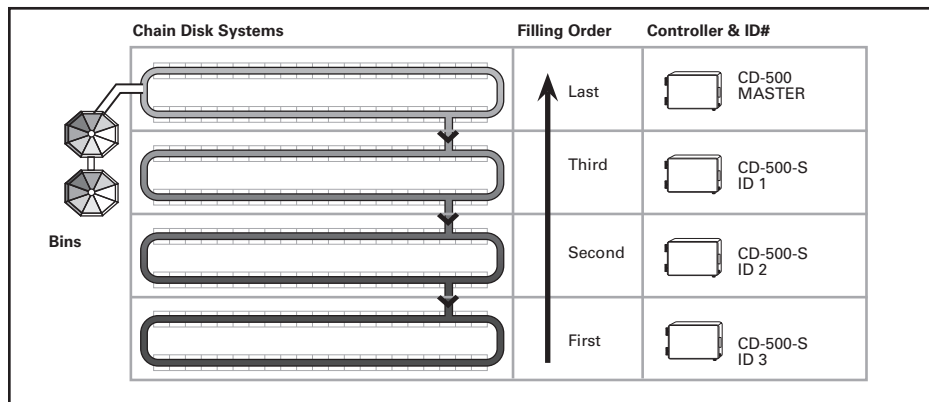 Chain Disk Systems
Filling Order
Controller & ID#
Last
CD-500
MASTER
Third
CD-500-S
ID 1
Bins
Second
CD-500-S
ID 2
First
CD-500-S
ID 3